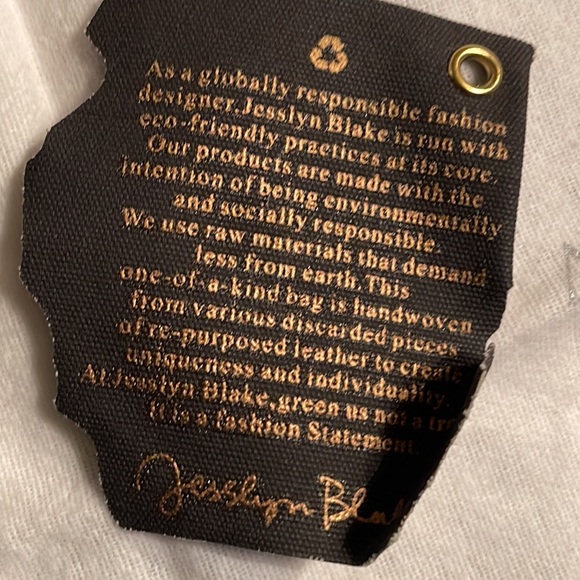 As a globally responsible fashion
designer, Jesslyn Blake is run with
eco-friendly practices at its core.
Our products are made with the
intention of being environmentally
and socially responsible.
We use raw materials that demand
less from earth. This
one-of-a-kind bag is handwoven
from various discarded pieces
of re-purposed leather to create
uniqueness and individuality.
At Jesslyn Blake, green us not a
It is a fashion Statement.
Jesslyn Blake